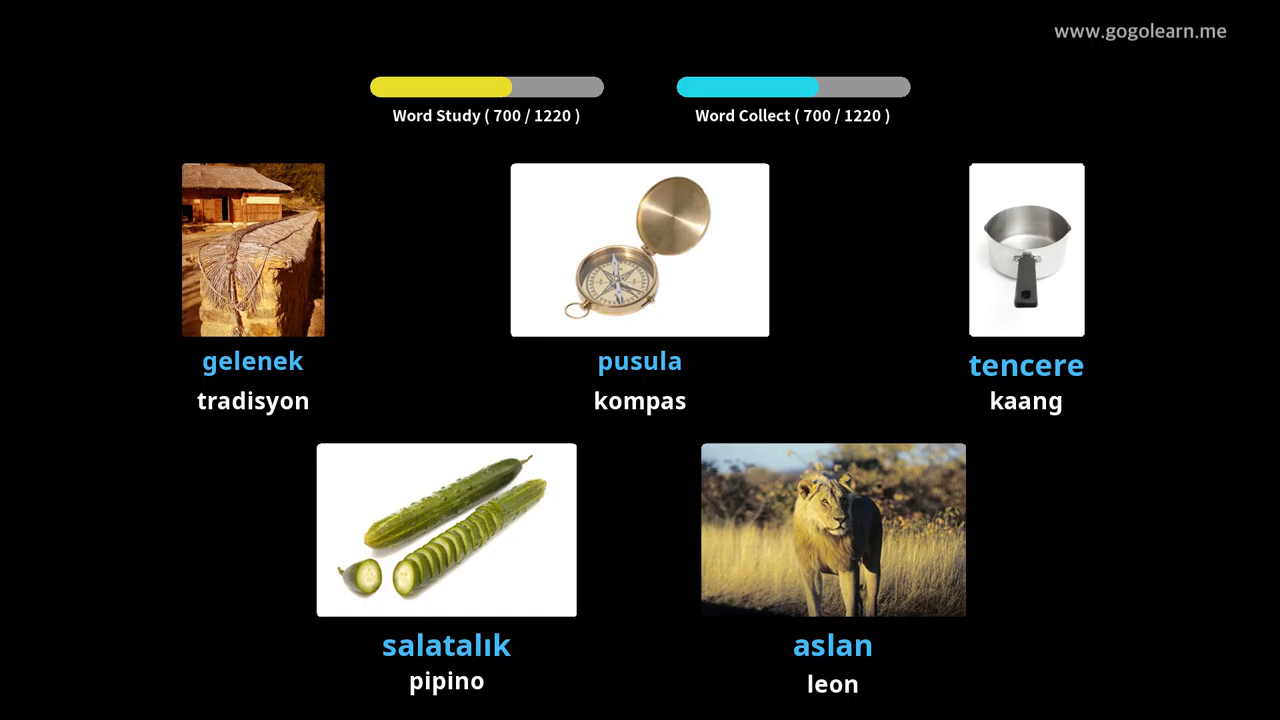 www.gogolearn.me
Word Study ( 700 / 1220 )
Word Collect ( 700 / 1220 )
gelenek
tradisyon
pusula
kompas
tencere
kaang
salatalık
pipino
aslan
leon